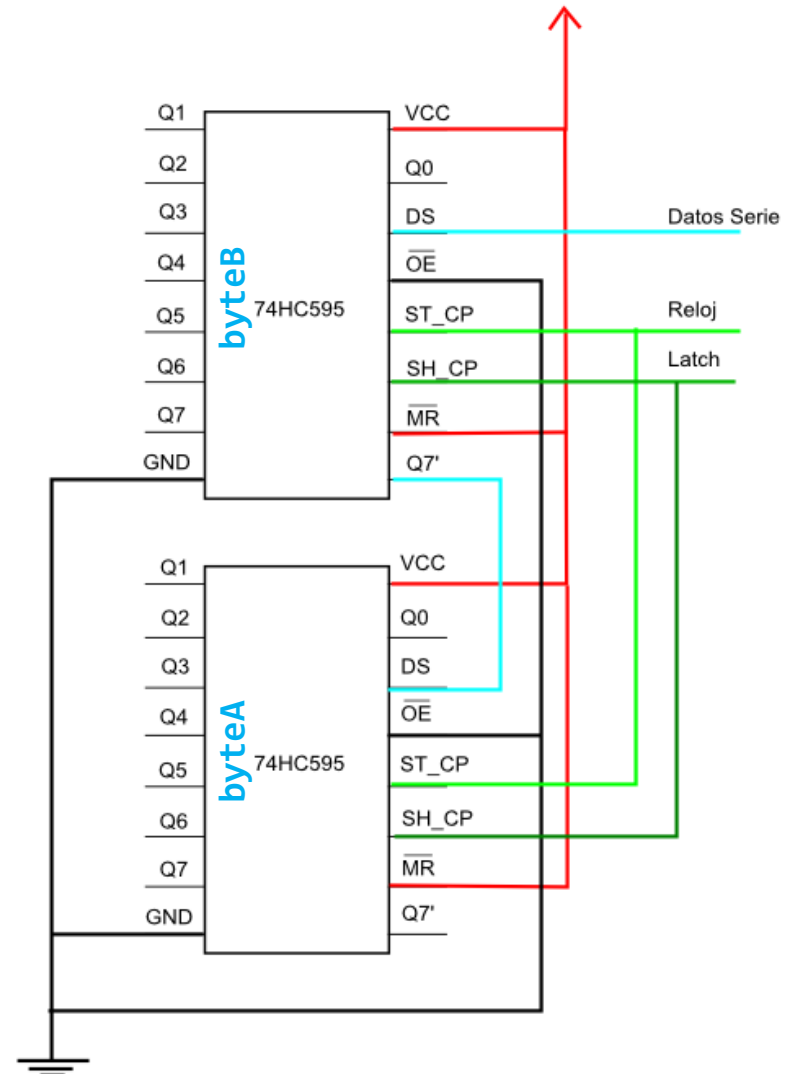 Q1
VCC
Q2
Q0
Q3
DS
Datos Serie
Q4
OE
byteB
74HC595
Q5
ST_CP
Reloj
Q6
SH_CP
Latch
Q7
MR
GND
Q7'
Q1
VCC
Q2
Q0
Q3
DS
Q4
OE
byteA
74HC595
Q5
ST_CP
Q6
SH_CP
Q7
MR
GND
Q7'